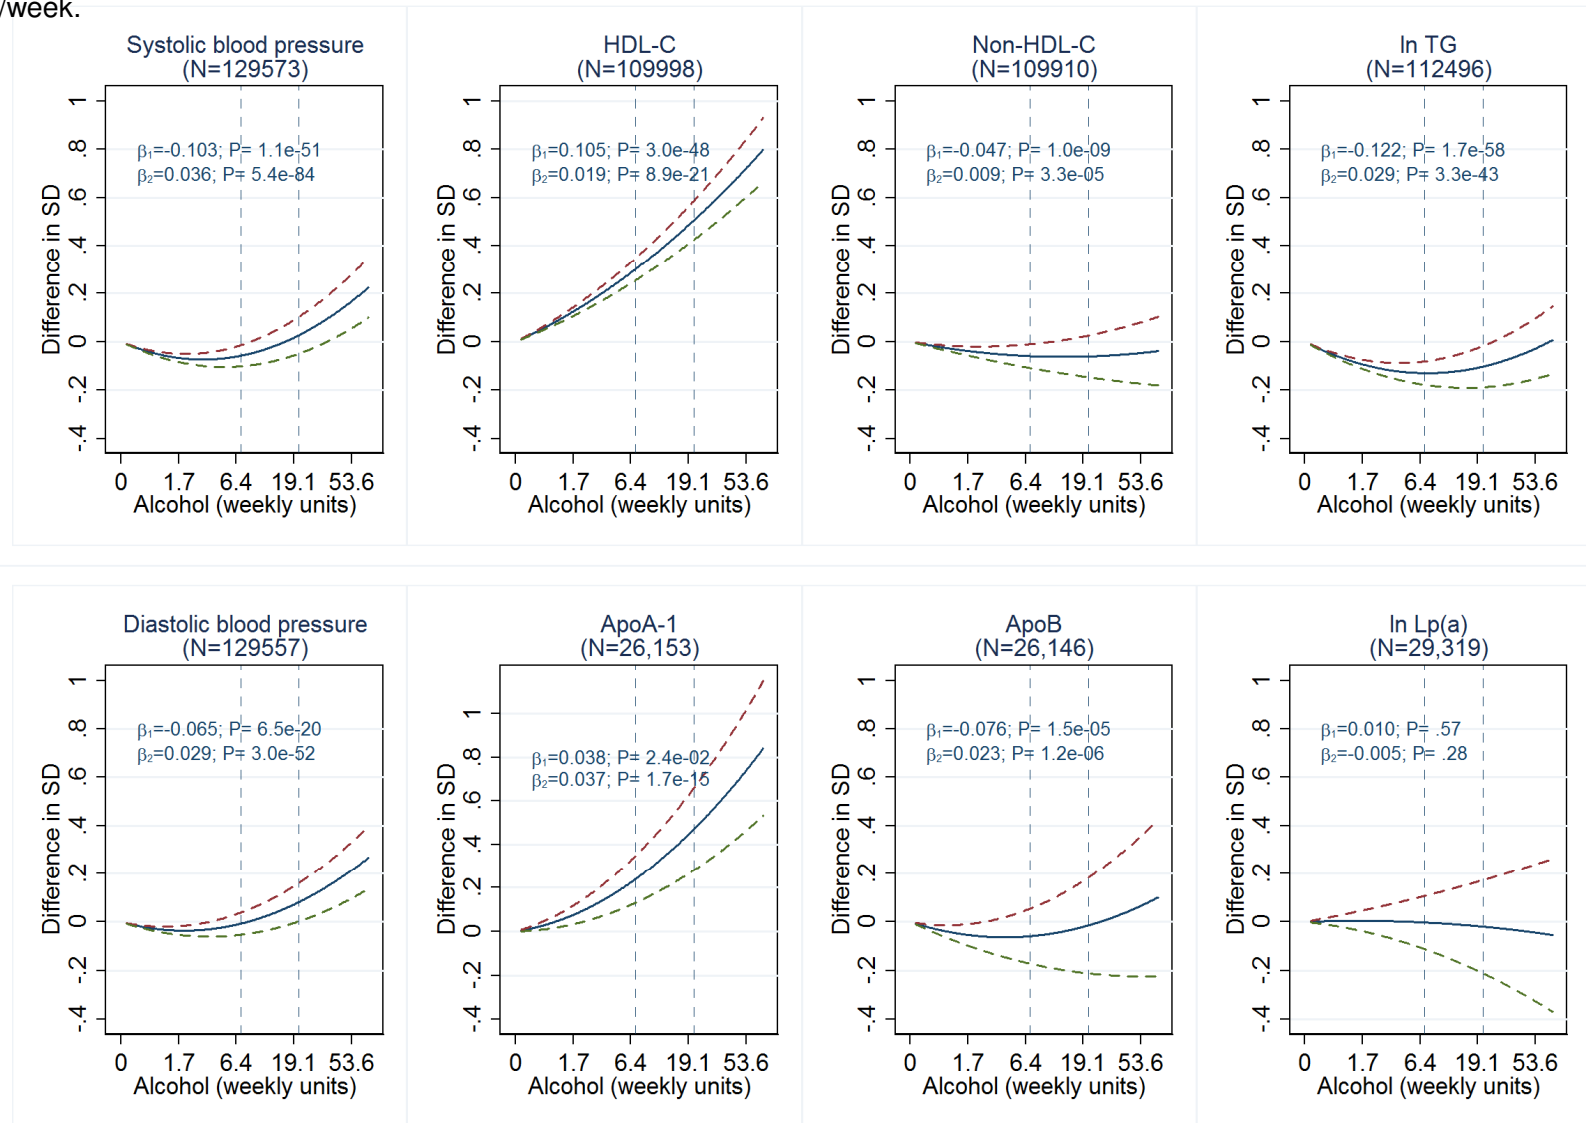 /week.
Systolic blood pressure
(N=129573)
β₁=-0.103; P= 1.1e-51
β₂=0.036; P= 5.4e-84
Difference in SD
1
.8
.6
.4
.2
0
-.2
-.4
0 1.7 6.4 19.1 53.6
Alcohol (weekly units)
HDL-C
(N=109998)
β₁=0.105; P= 3.0e-48
β₂=0.019; P= 8.9e-21
Difference in SD
1
.8
.6
.4
.2
0
-.2
-.4
0 1.7 6.4 19.1 53.6
Alcohol (weekly units)
Non-HDL-C
(N=109910)
β₁=-0.047; P= 1.0e-09
β₂=0.009; P= 3.3e-05
Difference in SD
1
.8
.6
.4
.2
0
-.2
-.4
0 1.7 6.4 19.1 53.6
Alcohol (weekly units)
ln TG
(N=112496)
β₁=-0.122; P= 1.7e-58
β₂=0.029; P= 3.3e-43
Difference in SD
1
.8
.6
.4
.2
0
-.2
-.4
0 1.7 6.4 19.1 53.6
Alcohol (weekly units)
Diastolic blood pressure
(N=129557)
β₁=-0.065; P= 6.5e-20
β₂=0.029; P= 3.0e-52
Difference in SD
1
.8
.6
.4
.2
0
-.2
-.4
0 1.7 6.4 19.1 53.6
Alcohol (weekly units)
ApoA-1
(N=26,153)
β₁=0.038; P= 2.4e-02
β₂=0.037; P= 1.7e-15
Difference in SD
1
.8
.6
.4
.2
0
-.2
-.4
0 1.7 6.4 19.1 53.6
Alcohol (weekly units)
ApoB
(N=26,146)
β₁=-0.076; P= 1.5e-05
β₂=0.023; P= 1.2e-06
Difference in SD
1
.8
.6
.4
.2
0
-.2
-.4
0 1.7 6.4 19.1 53.6
Alcohol (weekly units)
ln Lp(a)
(N=29,319)
β₁=0.010; P= .57
β₂=-0.005; P= .28
Difference in SD
1
.8
.6
.4
.2
0
-.2
-.4
0 1.7 6.4 19.1 53.6
Alcohol (weekly units)